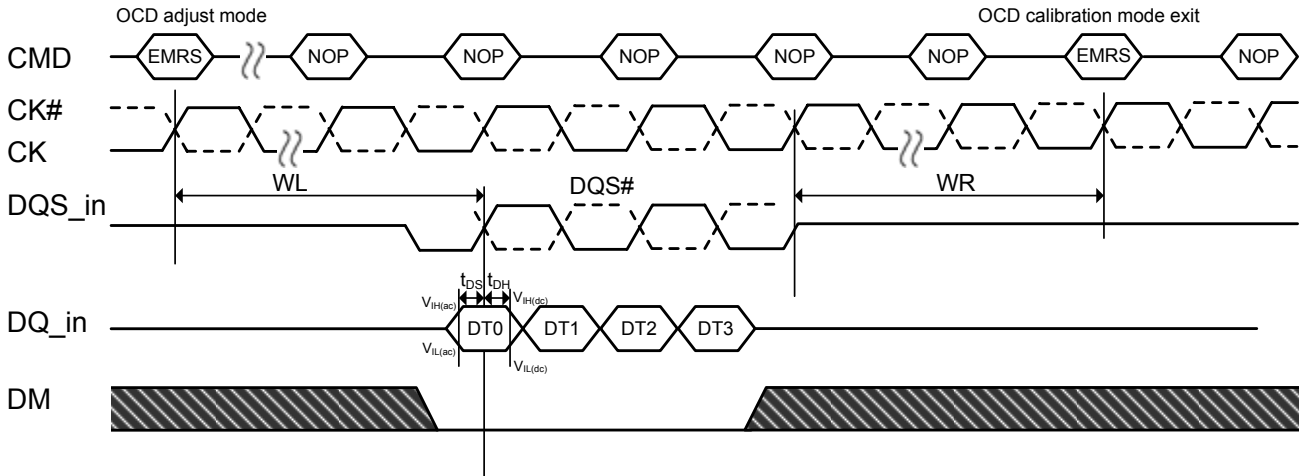 OCD adjust mode OCD calibration mode exit
CMD EMRS NOP NOP NOP NOP NOP EMRS NOP
CK#
CK
WL DQS# WR
DQS_in
tDS tDH
VIH(ac) VIH(dc)
DQ_in DT0 DT1 DT2 DT3
VIL(ac) VIL(dc)
DM